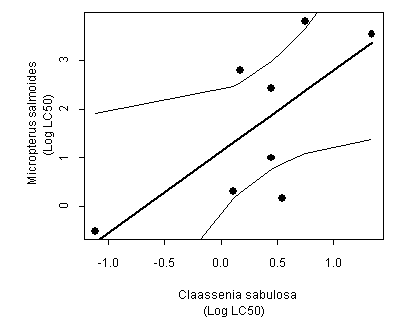 Micropterus salmoides
(Log LC50)
3
2
1
0
-1.0 -0.5 0.0 0.5 1.0
Claassenia sabulosa
(Log LC50)